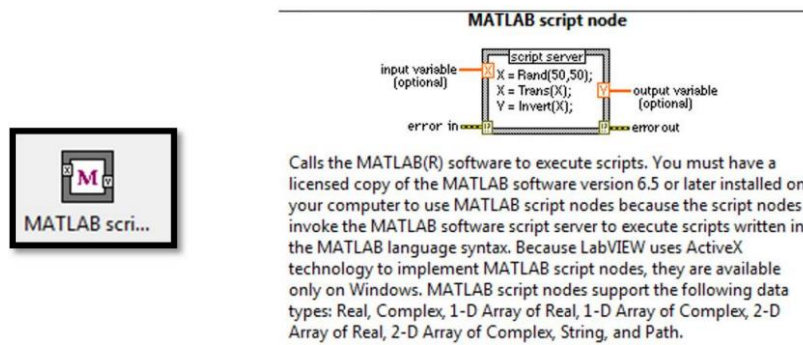 MATLAB script node
script server
input variable
(optional)
X
X = Rand(50,50);
X = Trans(X);
Y = Invert(X);
Y
output variable
(optional)
error in
error out
X
M
Y
MATLAB scri...
Calls the MATLAB(R) software to execute scripts. You must have a
licensed copy of the MATLAB software version 6.5 or later installed on
your computer to use MATLAB script nodes because the script nodes
invoke the MATLAB software script server to execute scripts written in
the MATLAB language syntax. Because LabVIEW uses ActiveX
technology to implement MATLAB script nodes, they are available
only on Windows. MATLAB script nodes support the following data
types: Real, Complex, 1-D Array of Real, 1-D Array of Complex, 2-D
Array of Real, 2-D Array of Complex, String, and Path.